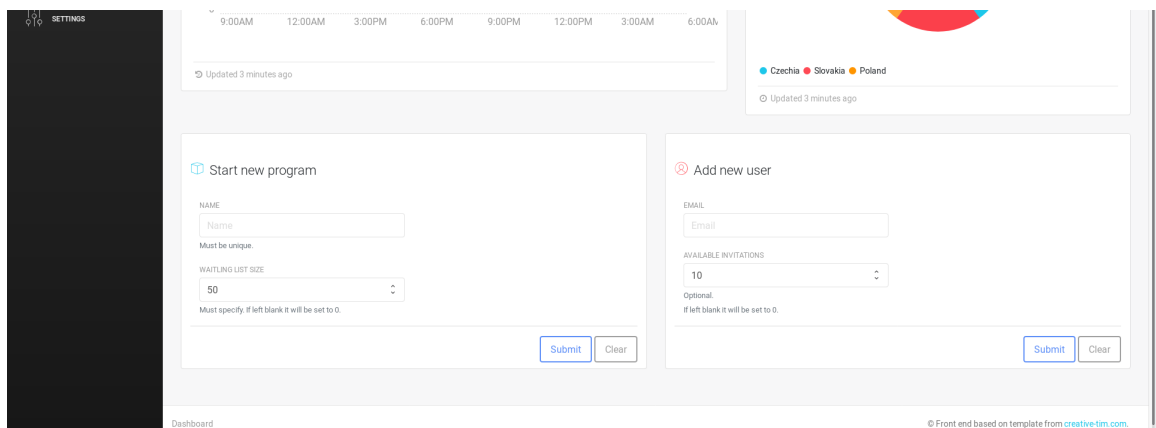 SETTINGS
9:00AM 12:00AM 3:00PM 6:00PM 9:00PM 12:00PM 3:00AM 6:00AM
Updated 3 minutes ago
Czechia Slovakia Poland
Updated 3 minutes ago
Start new program
NAME
Name
Must be unique.
WAITLING LIST SIZE
50
Must specify. If left blank it will be set to 0.
Submit Clear
Add new user
EMAIL
Email
AVAILABLE INVITATIONS
10
Optional.
If left blank it will be set to 0.
Submit Clear
Dashboard
© Front end based on template from creative-tim.com.